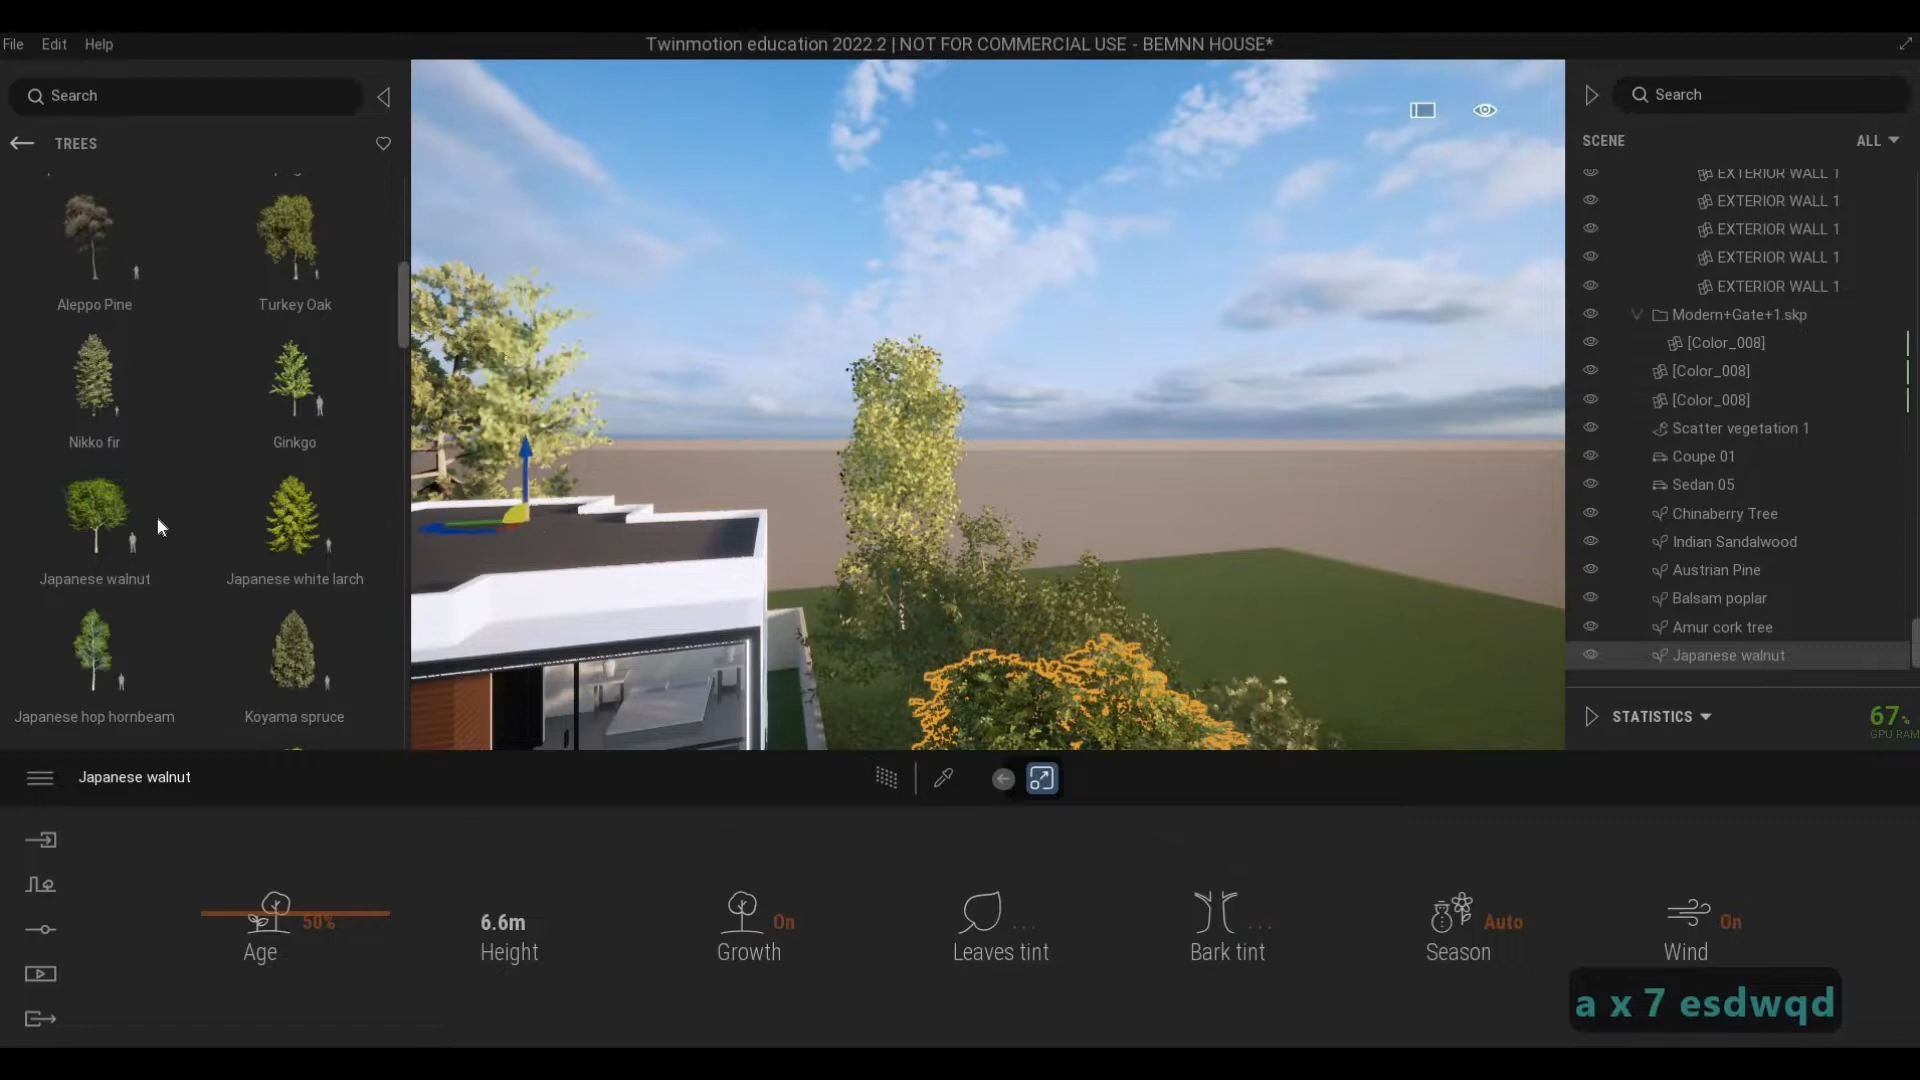 File Edit Help
Twinmotion education 2022.2 | NOT FOR COMMERCIAL USE - BEMNN HOUSE*
Search
TREES
Aleppo Pine
Turkey Oak
Nikko fir
Ginkgo
Japanese walnut
Japanese white larch
Japanese hop hornbeam
Koyama spruce
Search
SCENE
ALL
EXTERIOR WALL 1
EXTERIOR WALL 1
EXTERIOR WALL 1
EXTERIOR WALL 1
EXTERIOR WALL 1
Modern+Gate+1.skp
[Color_008]
[Color_008]
[Color_008]
Scatter vegetation 1
Coupe 01
Sedan 05
Chinaberry Tree
Indian Sandalwood
Austrian Pine
Balsam poplar
Amur cork tree
Japanese walnut
STATISTICS
67%
GPU RAM
Japanese walnut
50%
Age
6.6m
Height
On
Growth
...
Leaves tint
...
Bark tint
Auto
Season
On
Wind
a x 7 esdwqd